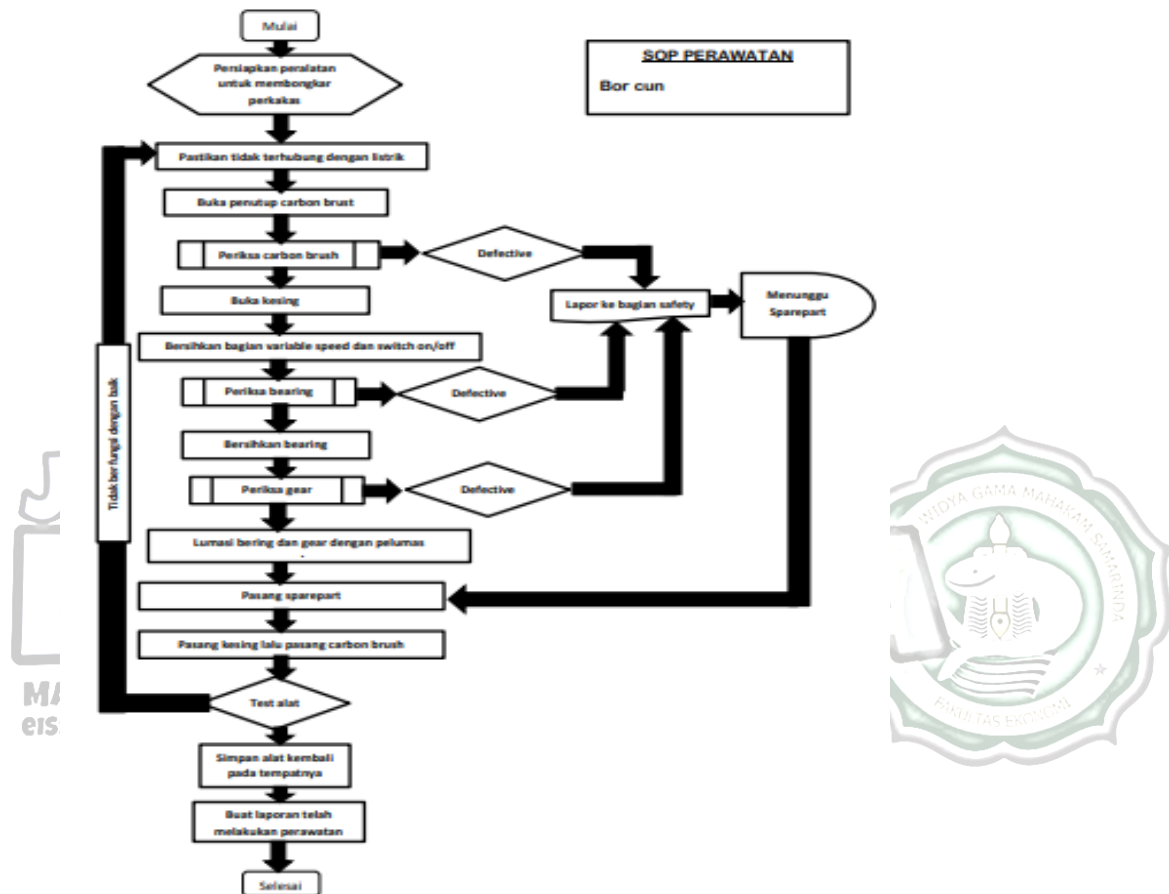 Mulai
SOP PERAWATAN
Bor cun
Persiapkan peralatan
untuk membongkar
perkakas
Pastikan tidak terhubung dengan listrik
Buka penutup carbon brust
Periksa carbon brush
Defective
Buka kesing
Lapor ke bagian safety
Menunggu
Sparepart
Bersihkan bagian variable speed dan switch on/off
Periksa bearing
Defective
Tidak berfungsi dengan baik
Bersihkan bearing
Periksa gear
Defective
Lumasi bering dan gear dengan pelumas
.
Pasang sparepart
Pasang kesing lalu pasang carbon brush
Test alat
Simpan alat kembali
pada tempatnya
Buat laporan telah
melakukan perawatan
Selesai
WIDYA GAMA MAHAKAM SAMARINDA
FAKULTAS EKONOMI